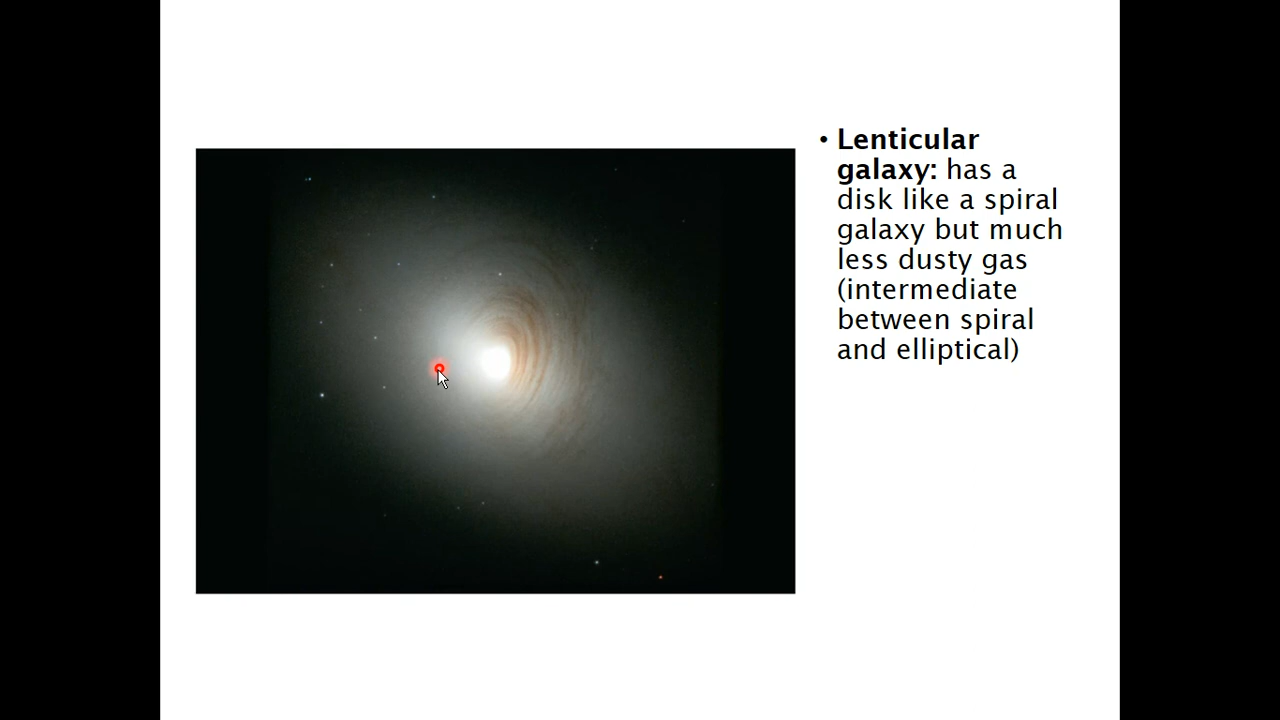 • Lenticular
galaxy: has a
disk like a spiral
galaxy but much
less dusty gas
(intermediate
between spiral
and elliptical)